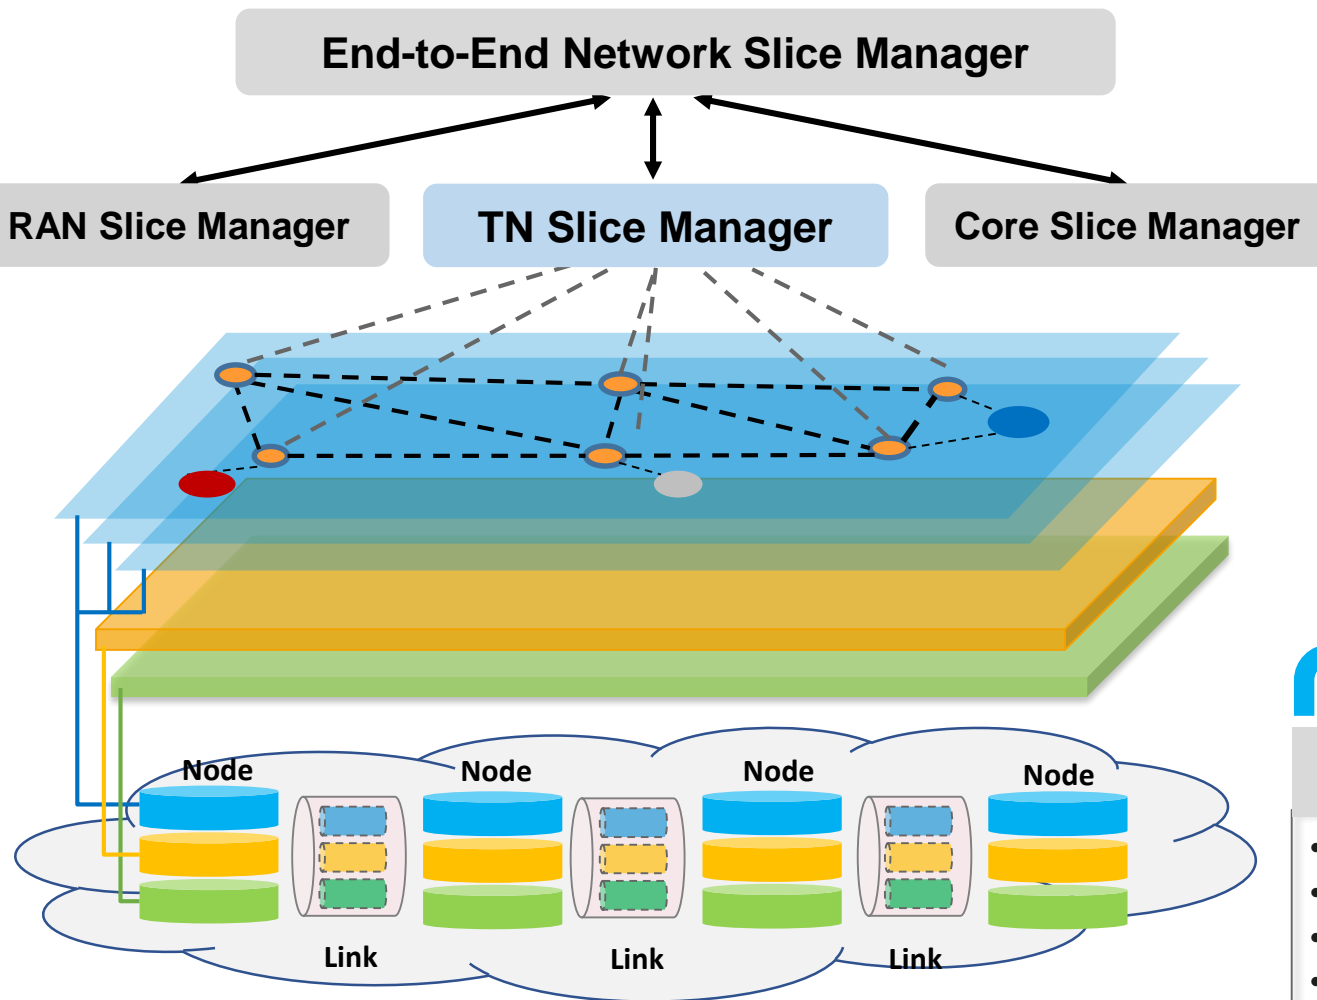 End-to-End Network Slice Manager
RAN Slice Manager
TN Slice Manager
Core Slice Manager
Node
Node
Node
Node
Link
Link
Link